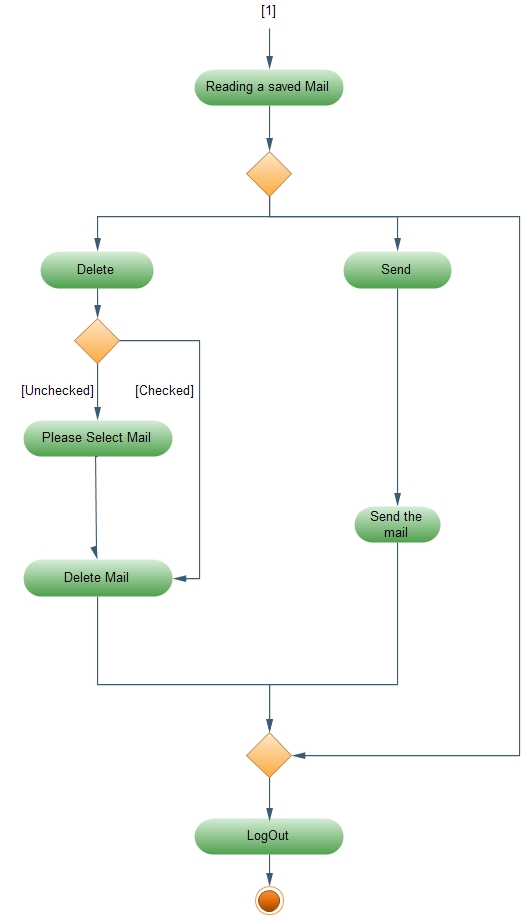 [1]
Reading a saved Mail
Delete
Send
[Unchecked]
[Checked]
Please Select Mail
Send the
mail
Delete Mail
LogOut